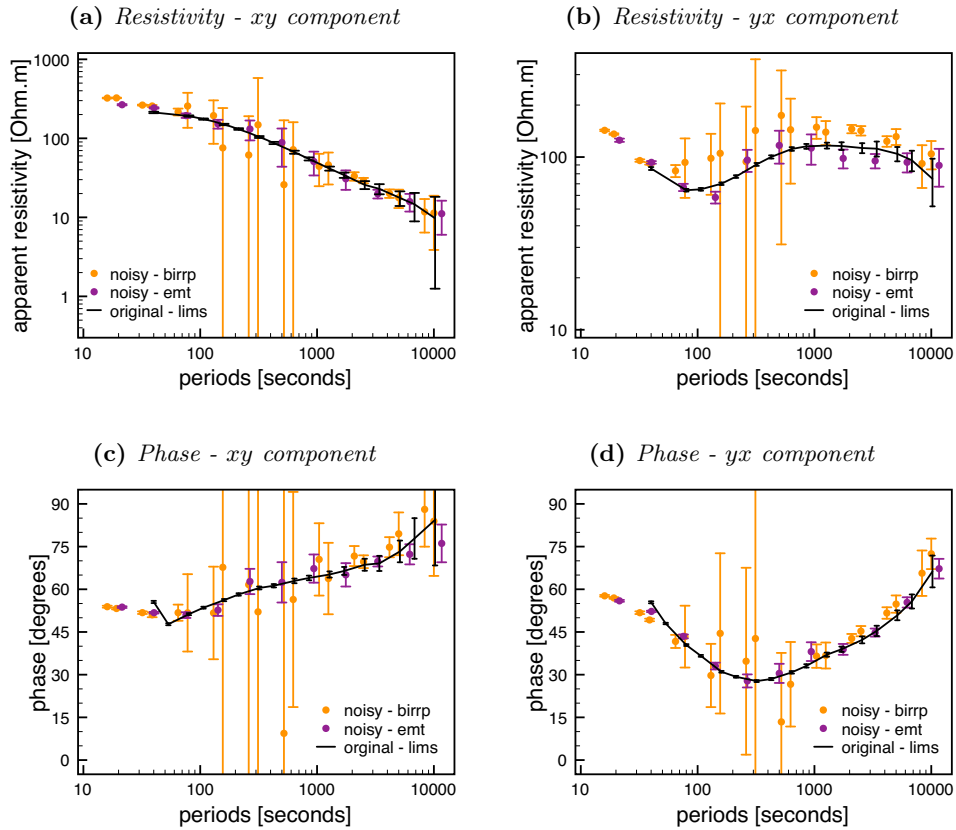 (a) Resistivity - xy component
apparent resistivity [Ohm.m]
1000
100
10
1
noisy - birrp
noisy - emt
original - lims
10 100 1000 10000
periods [seconds]
(b) Resistivity - yx component
apparent resistivity [Ohm.m]
100
10
noisy - birrp
noisy - emt
original - lims
10 100 1000 10000
periods [seconds]
(c) Phase - xy component
phase [degrees]
90
75
60
45
30
15
0
noisy - birrp
noisy - emt
orginal - lims
10 100 1000 10000
periods [seconds]
(d) Phase - yx component
phase [degrees]
90
75
60
45
30
15
0
noisy - birrp
noisy - emt
orginal - lims
10 100 1000 10000
periods [seconds]